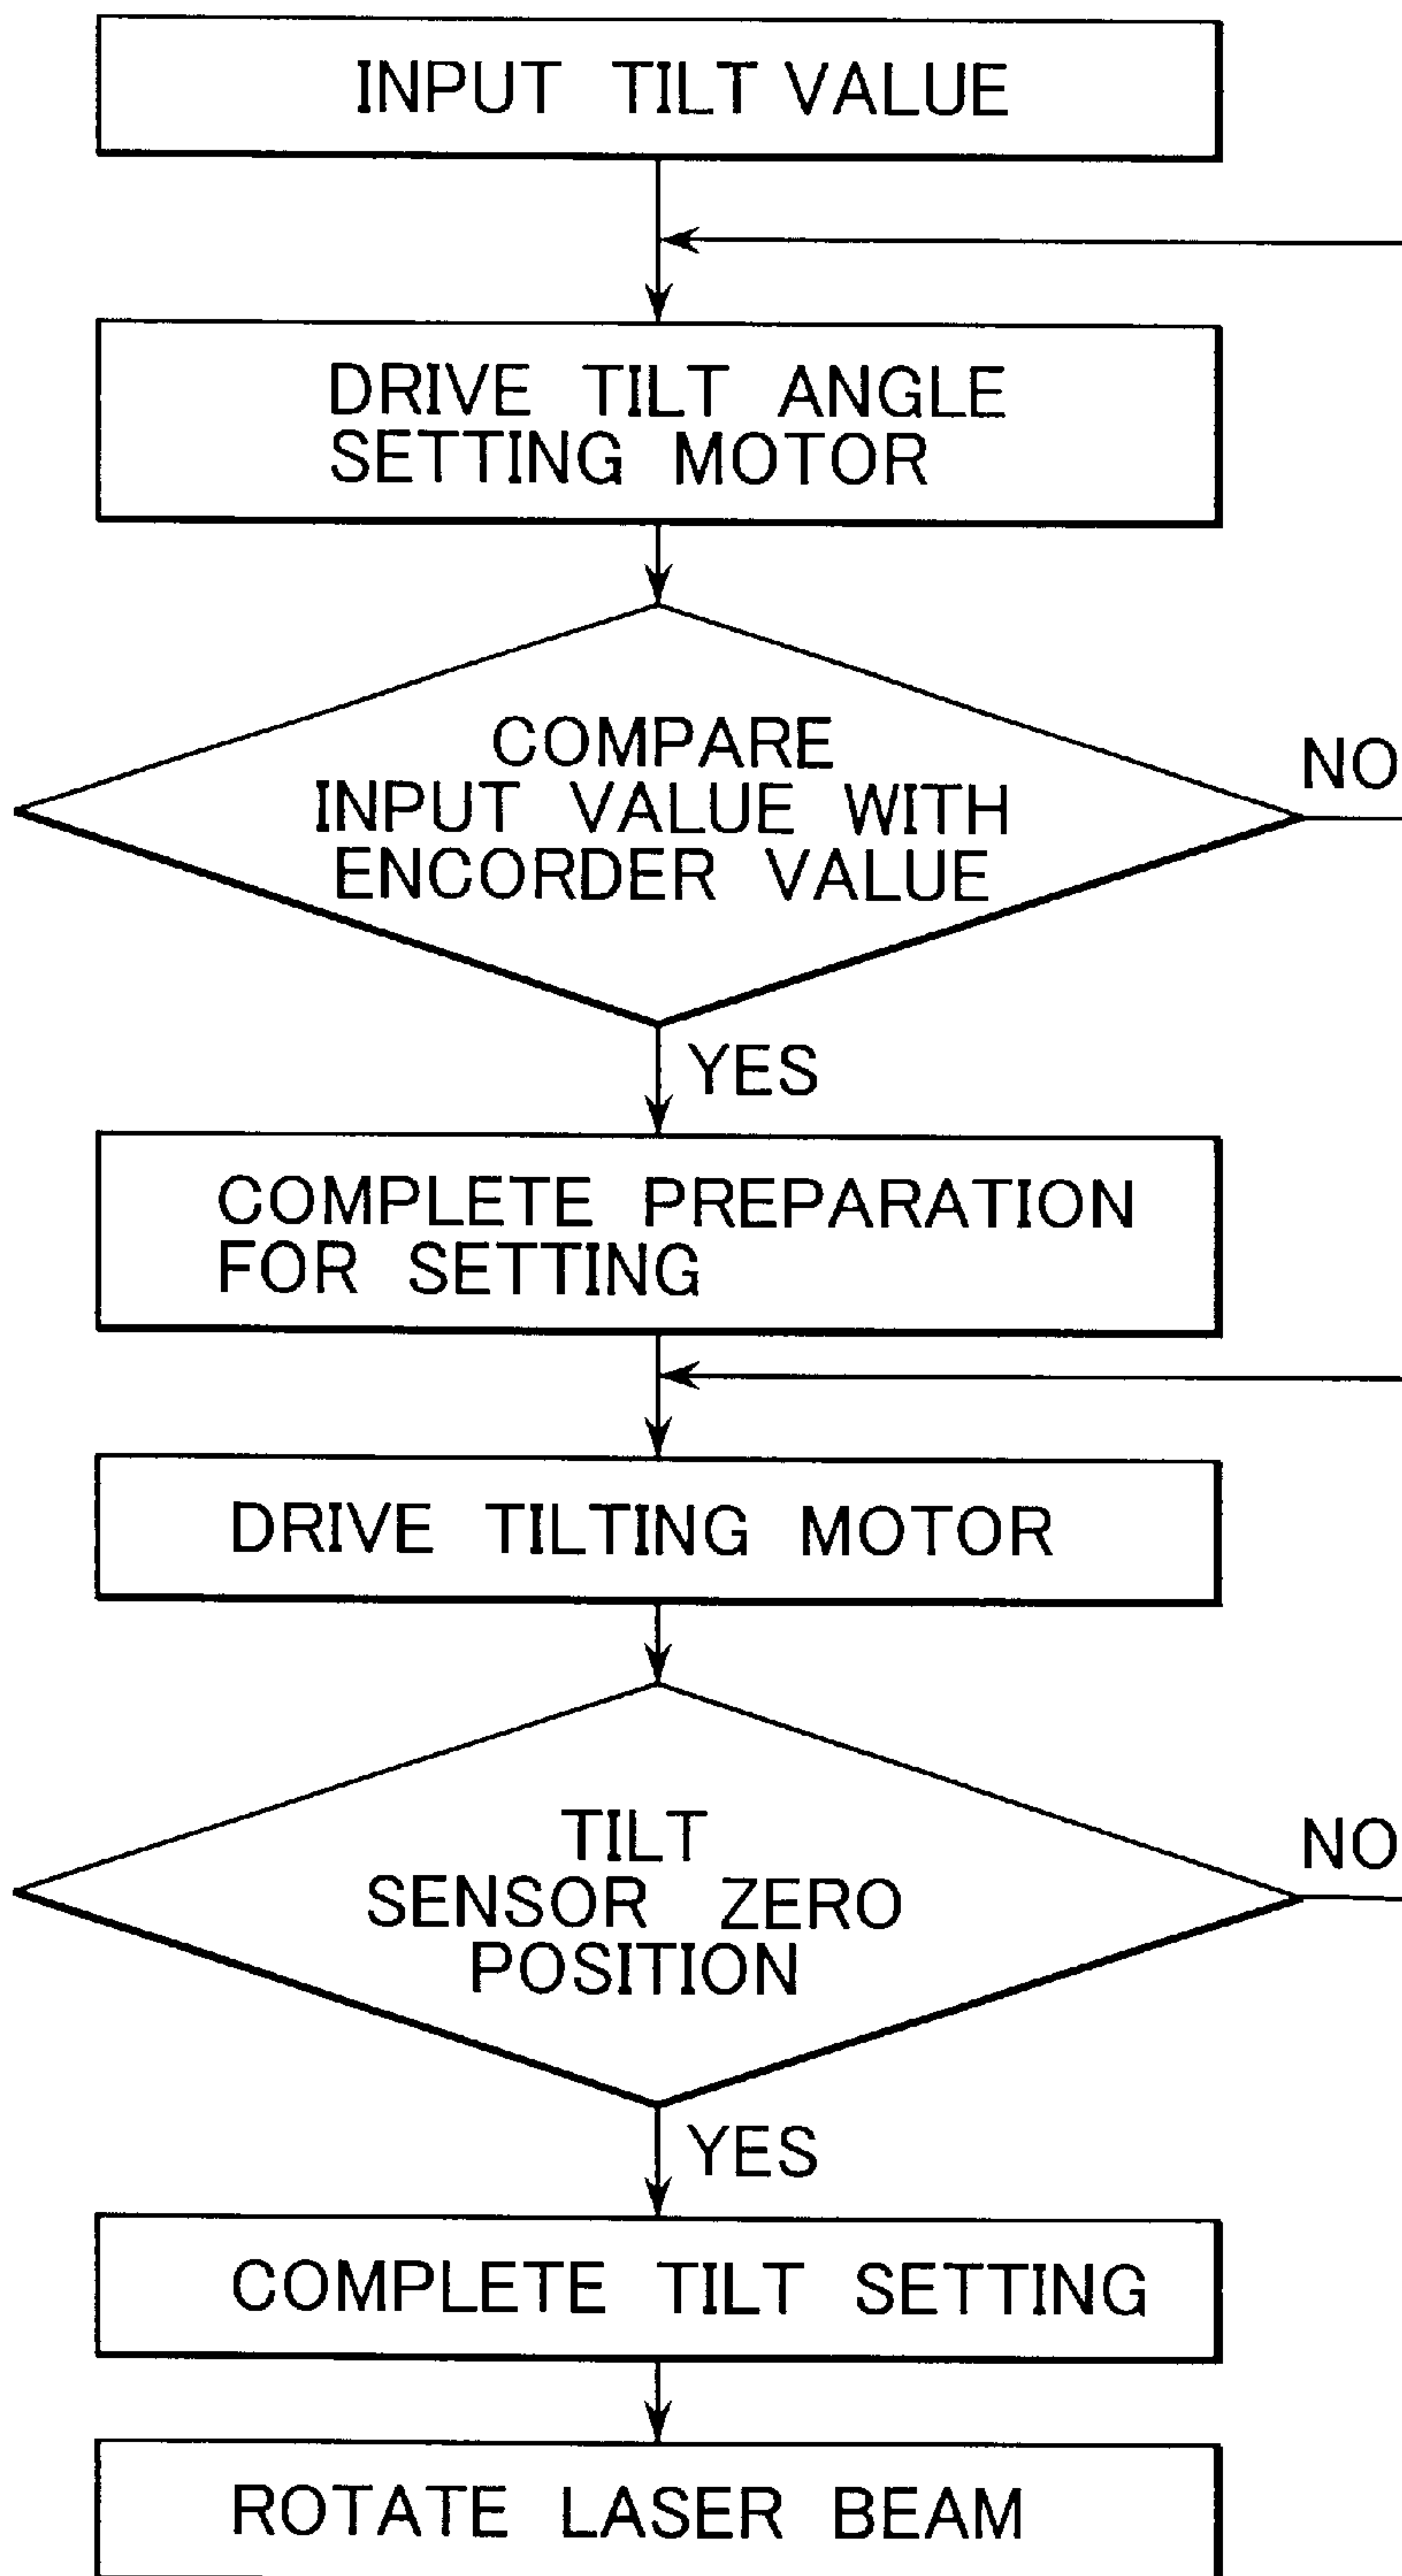 INPUT TILT VALUE
DRIVE TILT ANGLE
SETTING MOTOR
COMPARE
INPUT VALUE WITH
ENCORDER VALUE
NO
YES
COMPLETE PREPARATION
FOR SETTING
DRIVE TILTING MOTOR
TILT
SENSOR ZERO
POSITION
NO
YES
COMPLETE TILT SETTING
ROTATE LASER BEAM